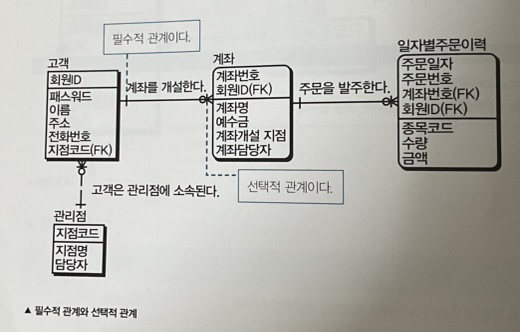 필수적 관계이다.
고객
회원ID
패스워드
이름
주소
전화번호
지점코드(FK)
계좌를 개설한다.
계좌
계좌번호
회원ID(FK)
계좌명
예수금
계좌개설 지점
계좌담당자
주문을 발주한다.
일자별주문이력
주문일자
주문번호
계좌번호(FK)
회원ID(FK)
종목코드
수량
금액
선택적 관계이다.
고객은 관리점에 소속된다.
관리점
지점코드
지점명
담당자
▲ 필수적 관계와 선택적 관계